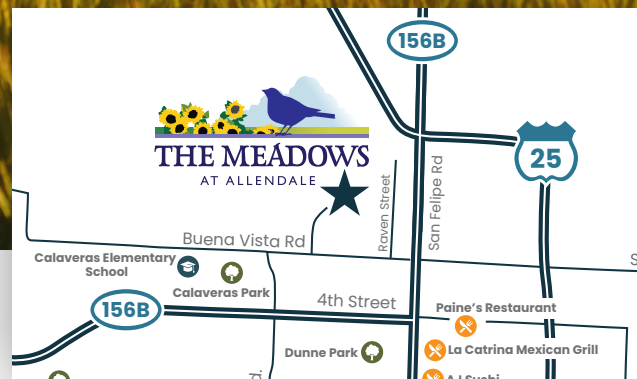 156B
THE MEADOWS
AT ALLENDALE
25
Raven Street
San Felipe Rd
Buena Vista Rd
Calaveras Elementary
School
Calaveras Park
156B
4th Street
Paine's Restaurant
Dunne Park
La Catrina Mexican Grill